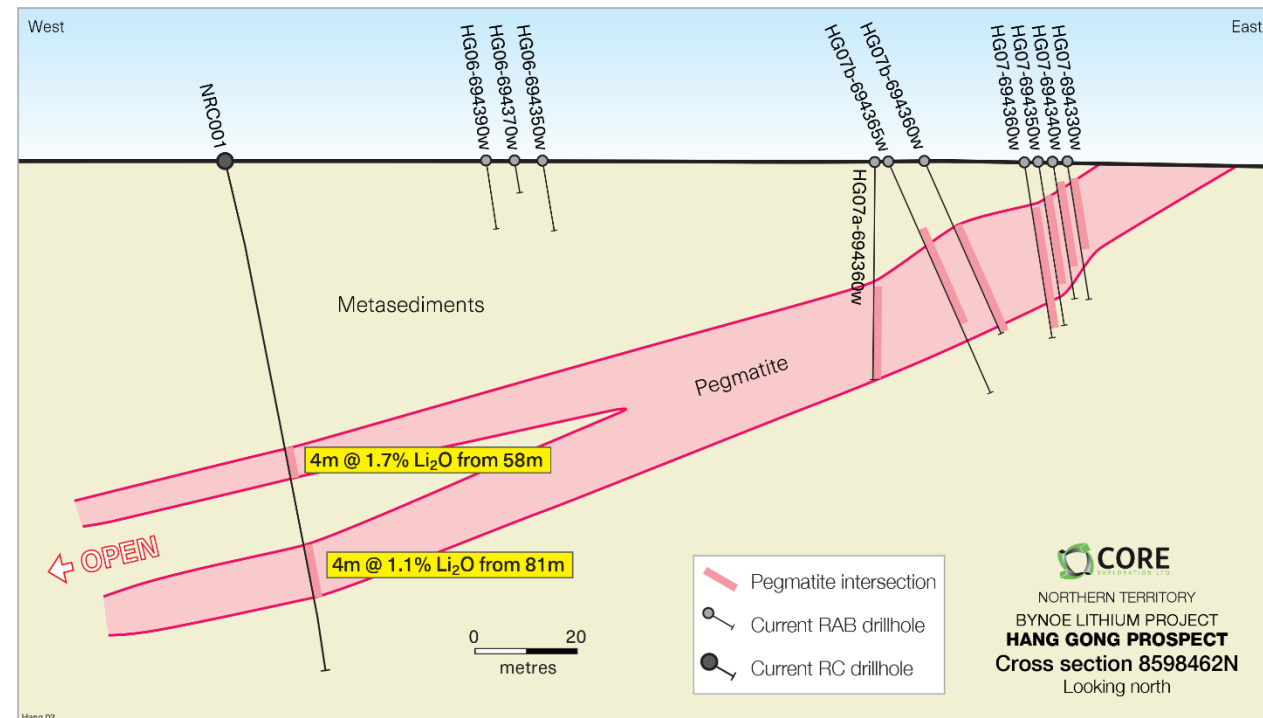 West
East
NRC001
HG06-694390w
HG06-694370w
HG06-694350w
HG07b-694365w
HG07b-694360w
HG07-694360w
HG07-694350w
HG07-694340w
HG07-694330w
HG07a-694360w
Metasediments
Pegmatite
4m @ 1.7% Li₂O from 58m
OPEN
4m @ 1.1% Li₂O from 81m
0 20
metres
Pegmatite intersection
Current RAB drillhole
Current RC drillhole
CORE
EXPLORATION LTD
NORTHERN TERRITORY
BYNOE LITHIUM PROJECT
HANG GONG PROSPECT
Cross section 8598462N
Looking north